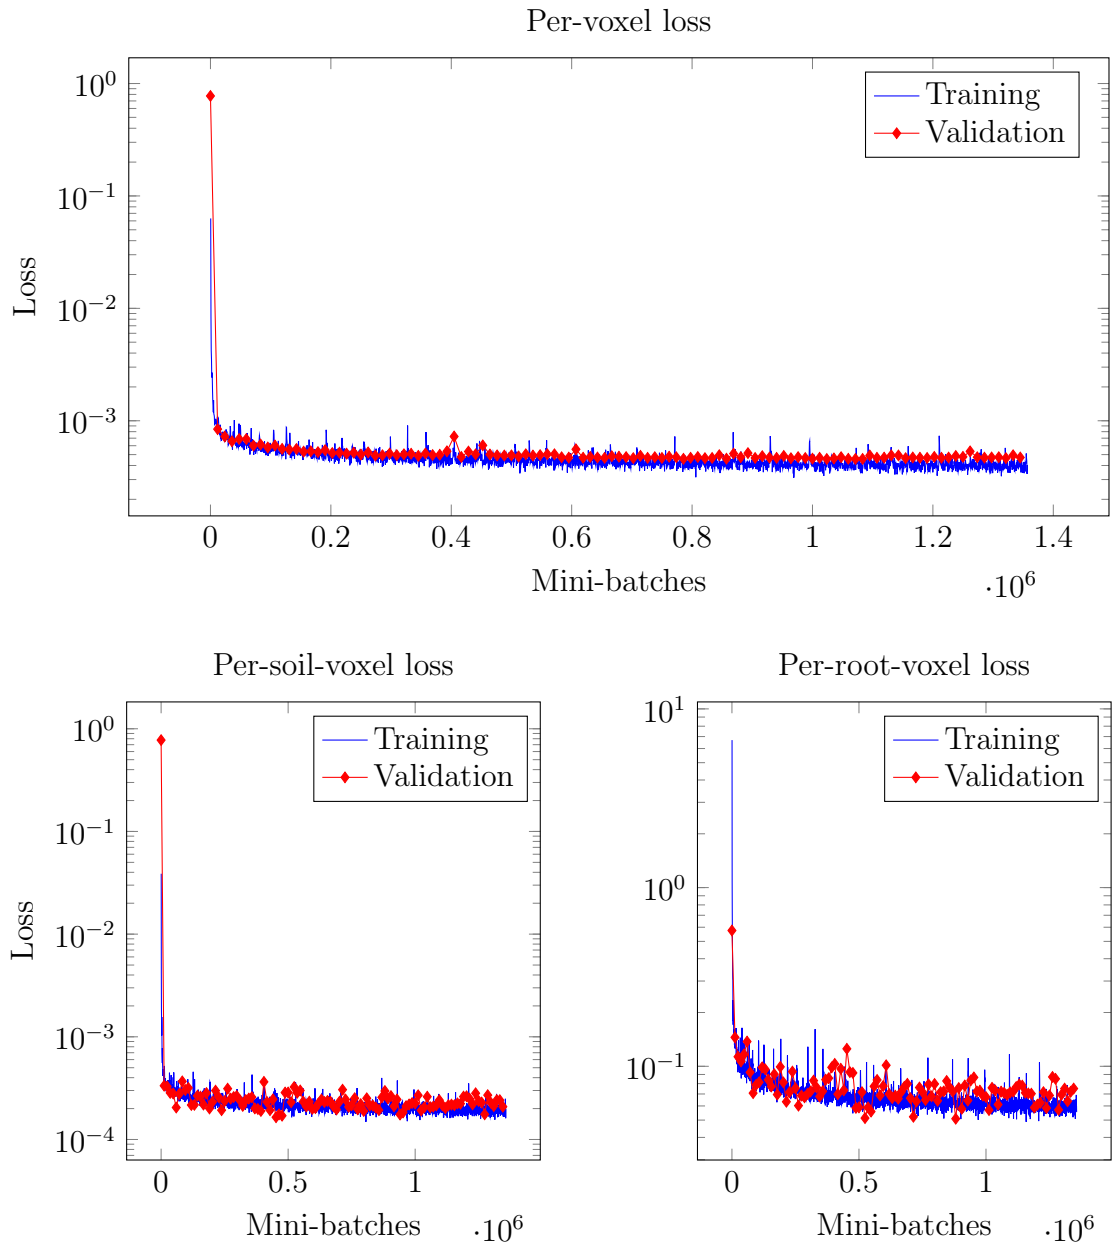 Per-voxel loss
10^0
10^-1
10^-2
10^-3
Loss
Training
Validation
0 0.2 0.4 0.6 0.8 1 1.2 1.4
Mini-batches
·10^6
Per-soil-voxel loss
10^0
10^-1
10^-2
10^-3
10^-4
Loss
Training
Validation
0 0.5 1
Mini-batches
·10^6
Per-root-voxel loss
10^1
10^0
10^-1
Training
Validation
0 0.5 1
Mini-batches
·10^6